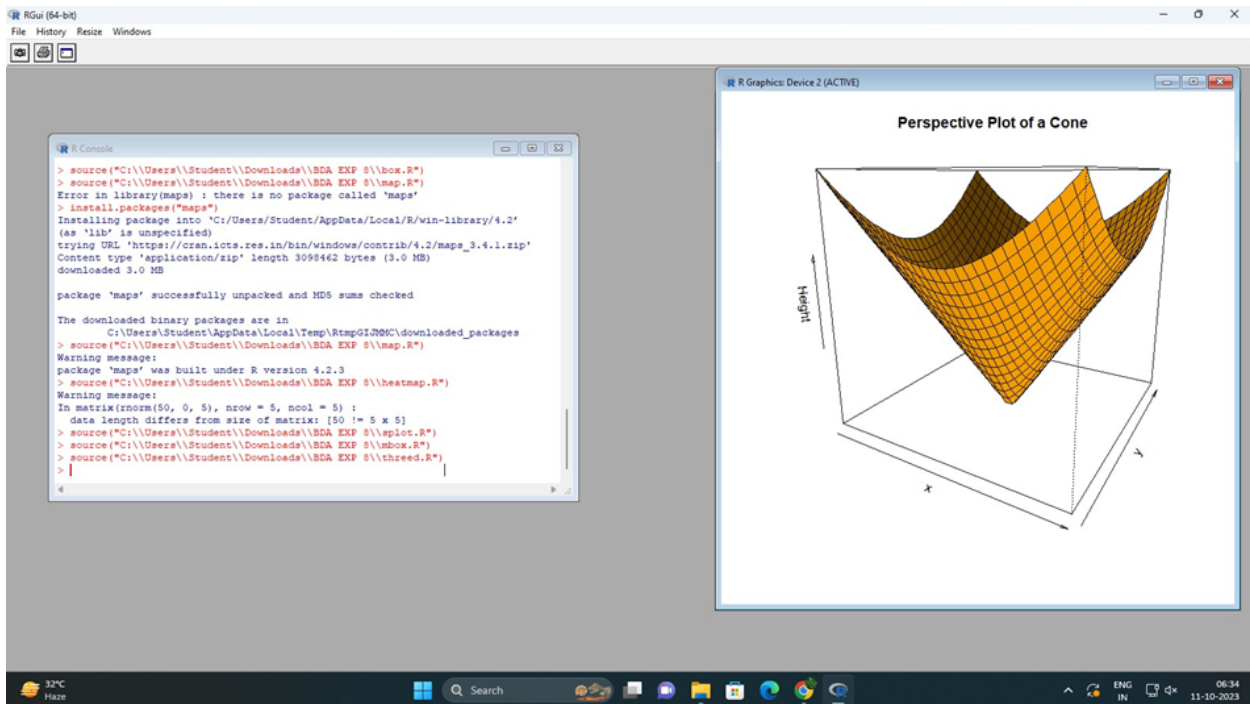 RGui (64-bit)
File History Resize Windows
R Console
> source("C:\\Users\\Student\\Downloads\\BDA EXP 8\\box.R")
> source("C:\\Users\\Student\\Downloads\\BDA EXP 8\\map.R")
Error in library(maps) : there is no package called ‘maps’
> install.packages("maps")
Installing package into ‘C:/Users/Student/AppData/Local/R/win-library/4.2’
(as ‘lib’ is unspecified)
trying URL 'https://cran.icts.res.in/bin/windows/contrib/4.2/maps_3.4.1.zip'
Content type 'application/zip' length 3098462 bytes (3.0 MB)
downloaded 3.0 MB
package ‘maps’ successfully unpacked and MD5 sums checked
The downloaded binary packages are in
C:\Users\Student\AppData\Local\Temp\RtmpGIJMMC\downloaded_packages
> source("C:\\Users\\Student\\Downloads\\BDA EXP 8\\map.R")
Warning message:
package ‘maps’ was built under R version 4.2.3
> source("C:\\Users\\Student\\Downloads\\BDA EXP 8\\heatmap.R")
Warning message:
In matrix(rnorm(50, 0, 5), nrow = 5, ncol = 5) :
data length differs from size of matrix: [50 != 5 x 5]
> source("C:\\Users\\Student\\Downloads\\BDA EXP 8\\splot.R")
> source("C:\\Users\\Student\\Downloads\\BDA EXP 8\\mbox.R")
> source("C:\\Users\\Student\\Downloads\\BDA EXP 8\\threed.R")
>
R Graphics: Device 2 (ACTIVE)
Perspective Plot of a Cone
Height
x
y
32°C
Haze
Search
ENG
IN
06:34
11-10-2023